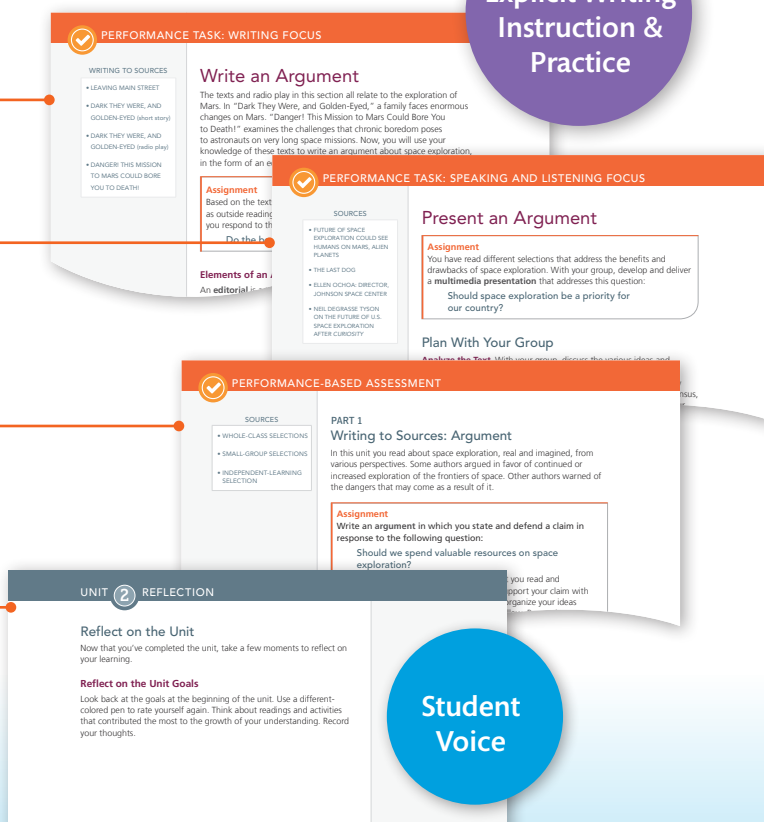 Instruction &
Practice
PERFORMANCE TASK: WRITING FOCUS
WRITING TO SOURCES
• LEAVING MAIN STREET
• DARK THEY WERE, AND
GOLDEN-EYED (short story)
• DARK THEY WERE, AND
GOLDEN-EYED (radio play)
• DANGER! THIS MISSION
TO MARS COULD BORE
YOU TO DEATH!
Write an Argument
The texts and radio play in this section all relate to the exploration of
Mars. In “Dark They Were, and Golden-Eyed,” a family faces enormous
changes on Mars. “Danger! This Mission to Mars Could Bore You
to Death!” examines the challenges that chronic boredom poses
to astronauts on very long space missions. Now, you will use your
knowledge of these texts to write an argument about space exploration,
in the form of an
Assignment
Based on the text
as outside reading
you respond to th
Do the b
Elements of an
An editorial is
PERFORMANCE TASK: SPEAKING AND LISTENING FOCUS
SOURCES
• FUTURE OF SPACE
EXPLORATION COULD SEE
HUMANS ON MARS, ALIEN
PLANETS
• THE LAST DOG
• ELLEN OCHOA: DIRECTOR,
JOHNSON SPACE CENTER
• NEIL DEGRASSE TYSON
ON THE FUTURE OF U.S.
SPACE EXPLORATION
AFTER CURIOSITY
Present an Argument
Assignment
You have read different selections that address the benefits and
drawbacks of space exploration. With your group, develop and deliver
a multimedia presentation that addresses this question:
Should space exploration be a priority for
our country?
Plan With Your Group
Analyze the Text With your group, discuss the various ideas and
nsus,
PERFORMANCE-BASED ASSESSMENT
SOURCES
• WHOLE-CLASS SELECTIONS
• SMALL-GROUP SELECTIONS
• INDEPENDENT-LEARNING
SELECTION
PART 1
Writing to Sources: Argument
In this unit you read about space exploration, real and imagined, from
various perspectives. Some authors argued in favor of continued or
increased exploration of the frontiers of space. Other authors warned of
the dangers that may come as a result of it.
Assignment
Write an argument in which you state and defend a claim in
response to the following question:
Should we spend valuable resources on space
exploration?
you read and
pport your claim with
organize your ideas
UNIT 2 REFLECTION
Reflect on the Unit
Now that you’ve completed the unit, take a few moments to reflect on
your learning.
Reflect on the Unit Goals
Look back at the goals at the beginning of the unit. Use a different-
colored pen to rate yourself again. Think about readings and activities
that contributed the most to the growth of your understanding. Record
your thoughts.
Student
Voice